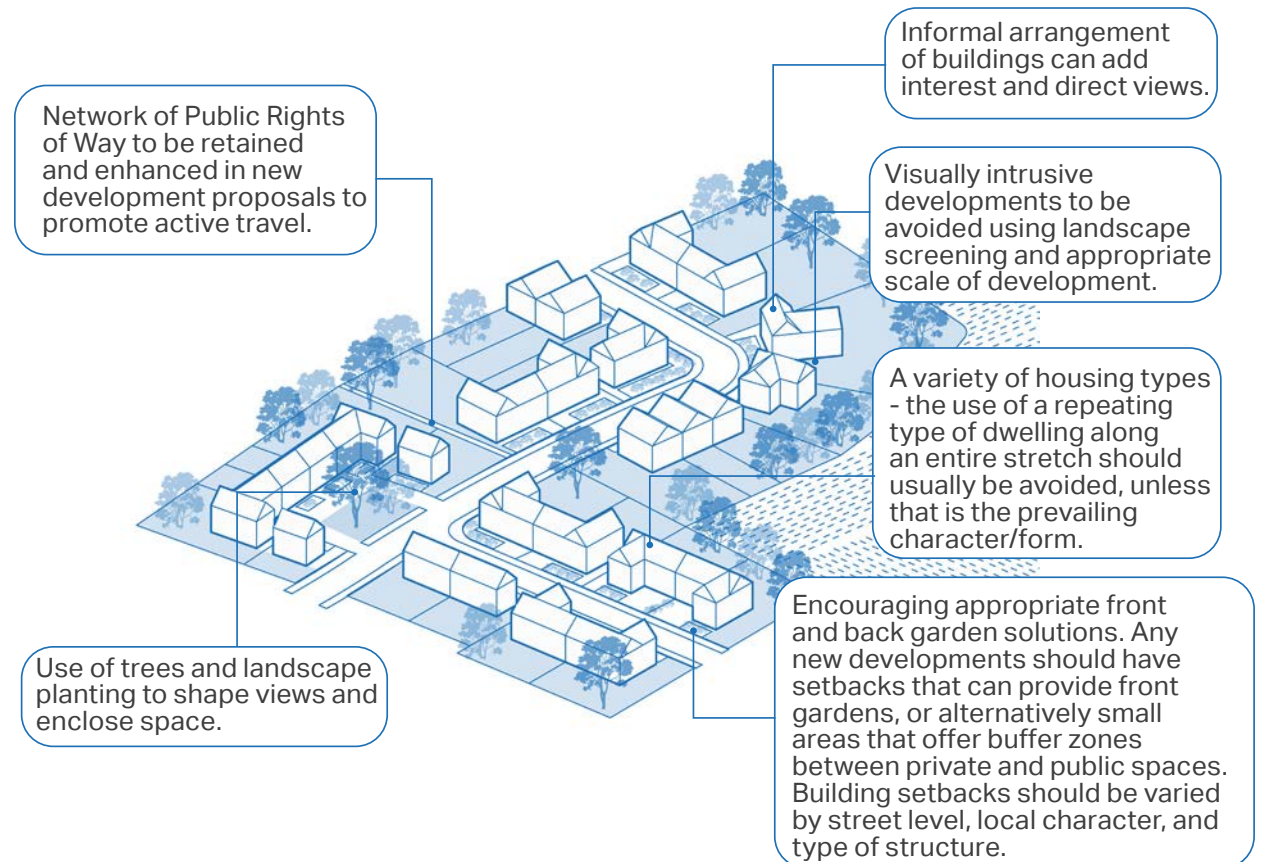 Informal arrangement
of buildings can add
interest and direct views.
Network of Public Rights
of Way to be retained
and enhanced in new
development proposals to
promote active travel.
Visually intrusive
developments to be
avoided using landscape
screening and appropriate
scale of development.
A variety of housing types
- the use of a repeating
type of dwelling along
an entire stretch should
usually be avoided, unless
that is the prevailing
character/form.
Encouraging appropriate front
and back garden solutions. Any
new developments should have
setbacks that can provide front
gardens, or alternatively small
areas that offer buffer zones
between private and public spaces.
Building setbacks should be varied
by street level, local character, and
type of structure.
Use of trees and landscape
planting to shape views and
enclose space.